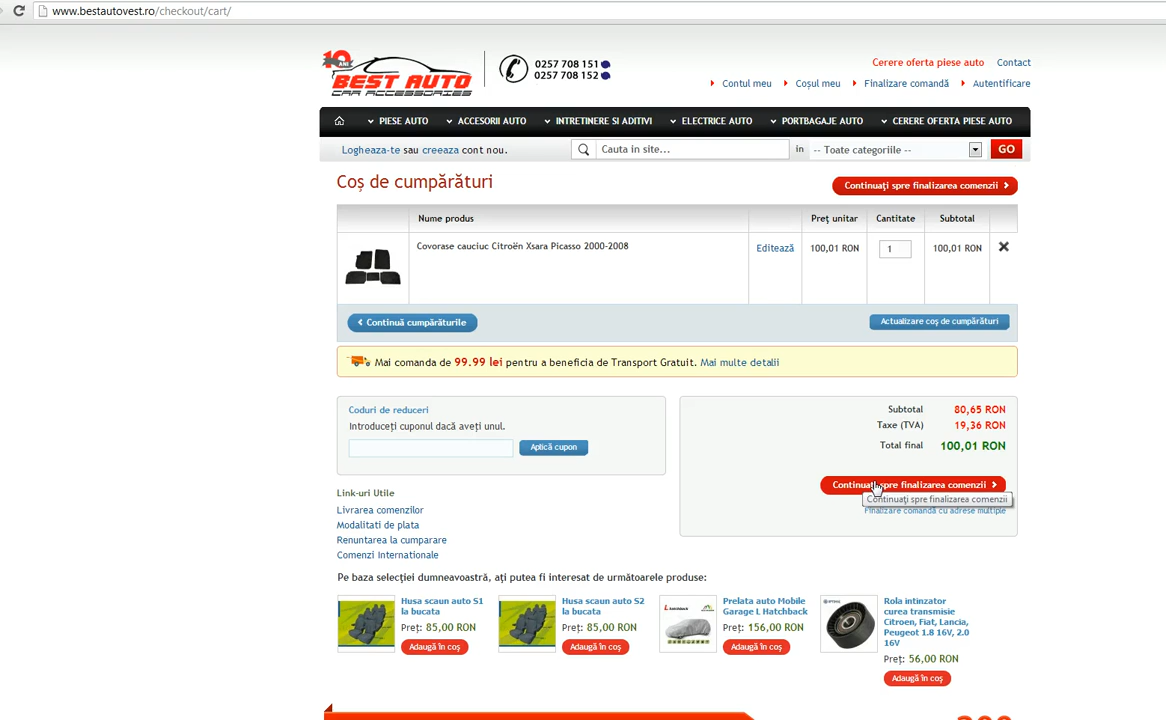 www.bestautovest.ro/checkout/cart/
10 ANI
BEST AUTO
CAR ACCESSORIES
0257 708 151
0257 708 152
Cerere oferta piese auto
Contact
Contul meu
Coșul meu
Finalizare comandă
Autentificare
PIESE AUTO
ACCESORII AUTO
INTRETINERE SI ADITIVI
ELECTRICE AUTO
PORTBAGAJE AUTO
CERERE OFERTA PIESE AUTO
Logheaza-te sau creeaza cont nou.
Cauta in site...
in
-- Toate categoriile --
GO
Coș de cumpărături
Continuați spre finalizarea comenzii
Nume produs
Preț unitar
Cantitate
Subtotal
Covorase cauciuc Citroën Xsara Picasso 2000-2008
Editează
100,01 RON
1
100,01 RON
Continuă cumpărăturile
Actualizare coș de cumpărături
Mai comanda de 99.99 lei pentru a beneficia de Transport Gratuit. Mai multe detalii
Coduri de reduceri
Introduceți cuponul dacă aveți unul.
Aplică cupon
Subtotal 80,65 RON
Taxe (TVA) 19,36 RON
Total final 100,01 RON
Continuați spre finalizarea comenzii
Continuați spre finalizarea comenzii
Finalizare comandă cu adrese multiple
Link-uri Utile
Livrarea comenzilor
Modalitati de plata
Renuntarea la cumparare
Comenzi Internationale
Pe baza selecției dumneavoastră, ați putea fi interesat de următoarele produse:
Husa scaun auto S1
la bucata
Preț: 85,00 RON
Adaugă în coș
Husa scaun auto S2
la bucata
Preț: 85,00 RON
Adaugă în coș
Prelata auto Mobile
Garage L Hatchback
Preț: 156,00 RON
Adaugă în coș
Rola intinzator
curea transmisie
Citroen, Fiat, Lancia,
Peugeot 1.8 16V, 2.0
16V
Preț: 56,00 RON
Adaugă în coș